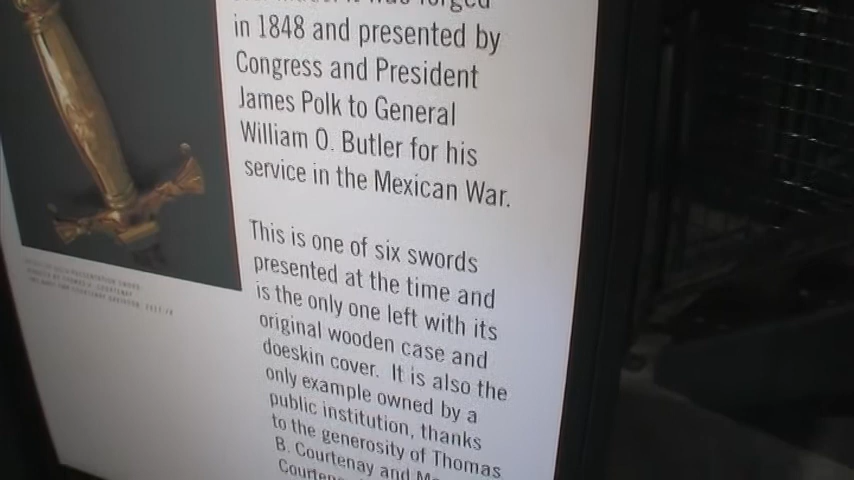 in 1848 and presented by
Congress and President
James Polk to General
William O. Butler for his
service in the Mexican War.
This is one of six swords
presented at the time and
is the only one left with its
original wooden case and
doeskin cover. It is also the
only example owned by a
public institution, thanks
to the generosity of Thomas
B. Courtenay and